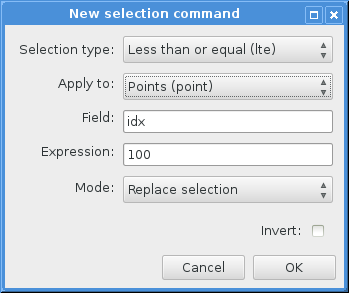 New selection command
Selection type: Less than or equal (lte)
Apply to: Points (point)
Field: idx
Expression: 100
Mode: Replace selection
Invert:
Cancel OK